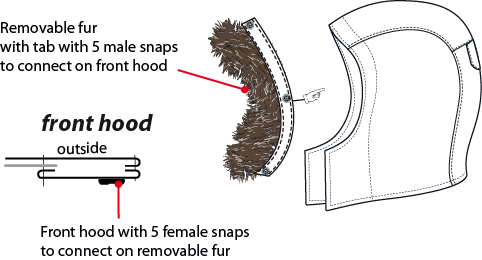 Removable fur
with tab with 5 male snaps
to connect on front hood
front hood
outside
Front hood with 5 female snaps
to connect on removable fur